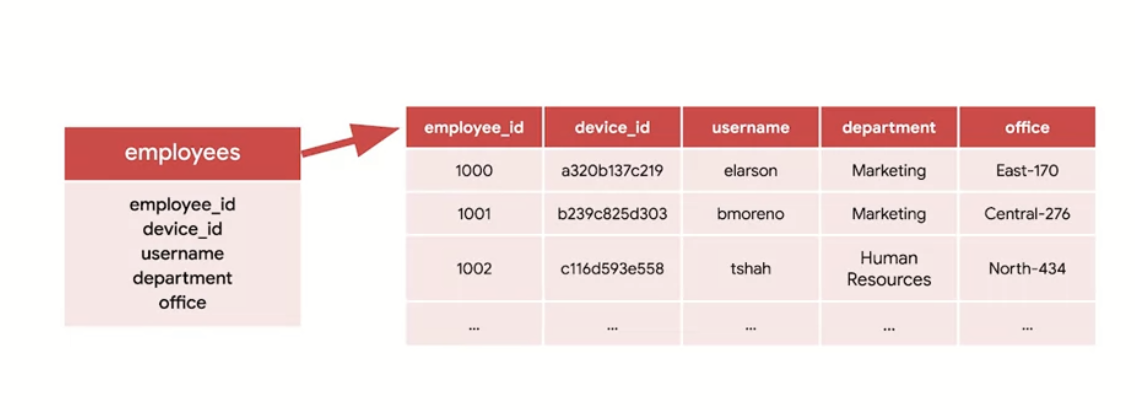 employees
employee_id
device_id
username
department
office
employee_id device_id username department office
1000 a320b137c219 elarson Marketing East-170
1001 b239c825d303 bmoreno Marketing Central-276
1002 c116d593e558 tshah Human Resources North-434
... ... ... ... ...